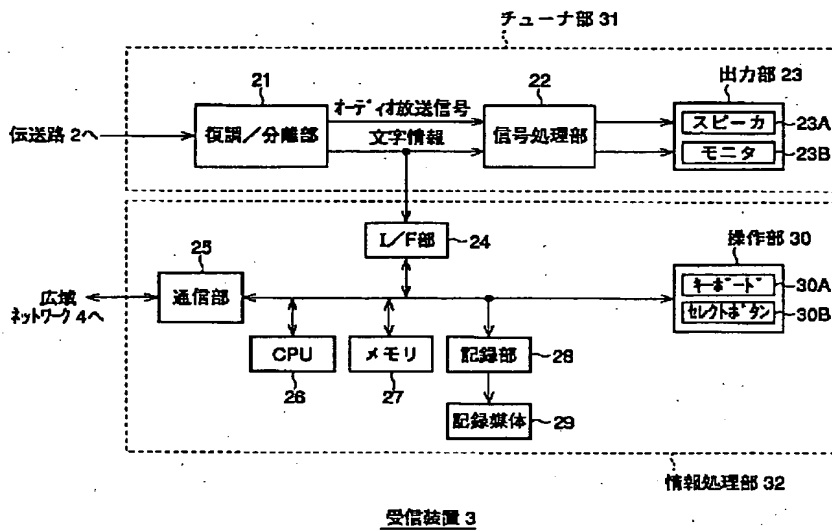 チューナ部 31
21
復調／分離部
オーディオ放送信号
文字情報
22
信号処理部
出力部 23
スピーカ
23A
モニタ
23B
伝送路 2へ
I／F部
24
25
通信部
広域
ネットワーク 4へ
CPU
26
メモリ
27
記録部
28
記録媒体
29
操作部 30
キーボード
30A
セレクトボタン
30B
情報処理部 32
受信装置 3